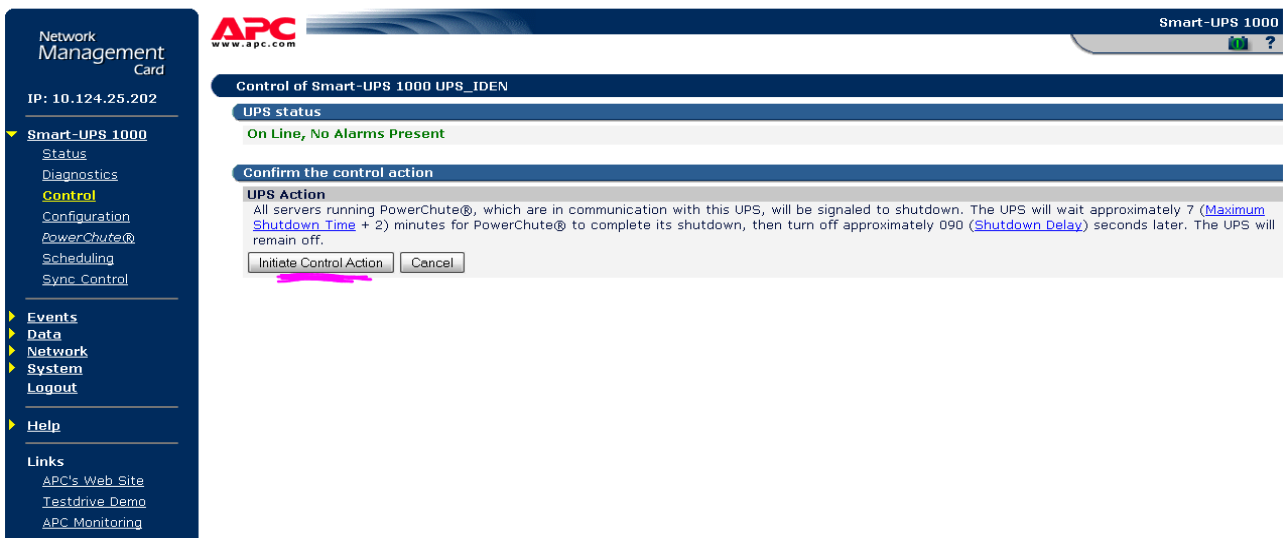 Network
Management
Card
IP: 10.124.25.202
Smart-UPS 1000
Status
Diagnostics
Control
Configuration
PowerChute®
Scheduling
Sync Control
Events
Data
Network
System
Logout
Help
Links
APC's Web Site
Testdrive Demo
APC Monitoring
APC
www.apc.com
Smart-UPS 1000
?
Control of Smart-UPS 1000 UPS_IDEN
UPS status
On Line, No Alarms Present
Confirm the control action
UPS Action
All servers running PowerChute®, which are in communication with this UPS, will be signaled to shutdown. The UPS will wait approximately 7 (Maximum
Shutdown Time + 2) minutes for PowerChute® to complete its shutdown, then turn off approximately 090 (Shutdown Delay) seconds later. The UPS will
remain off.
Initiate Control Action Cancel